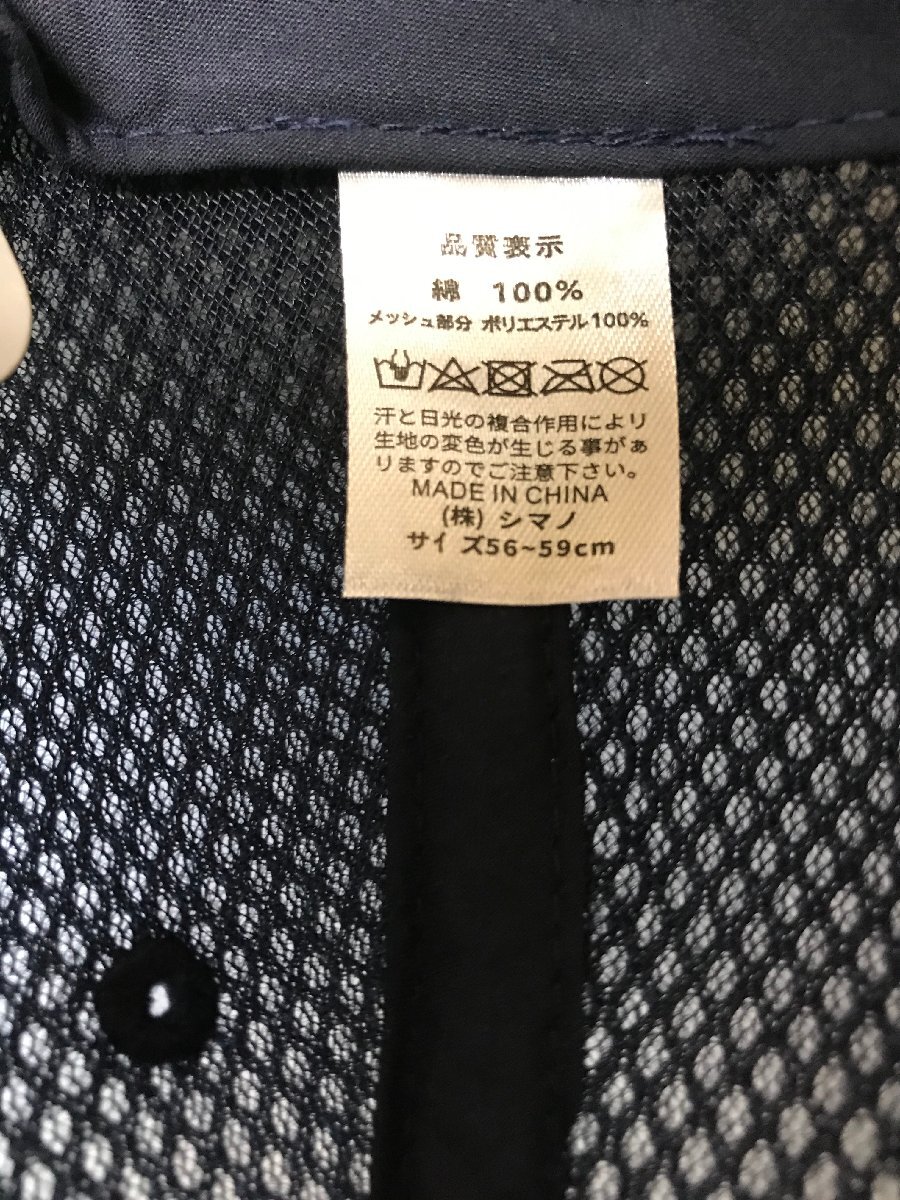 品質表示
綿 100%
メッシュ部分 ポリエステル100%
汗と日光の複合作用により
生地の変色が生じる事がぁ
りますのでご注意下さい。
MADE IN CHINA
(株) シマノ
サイズ56~59cm